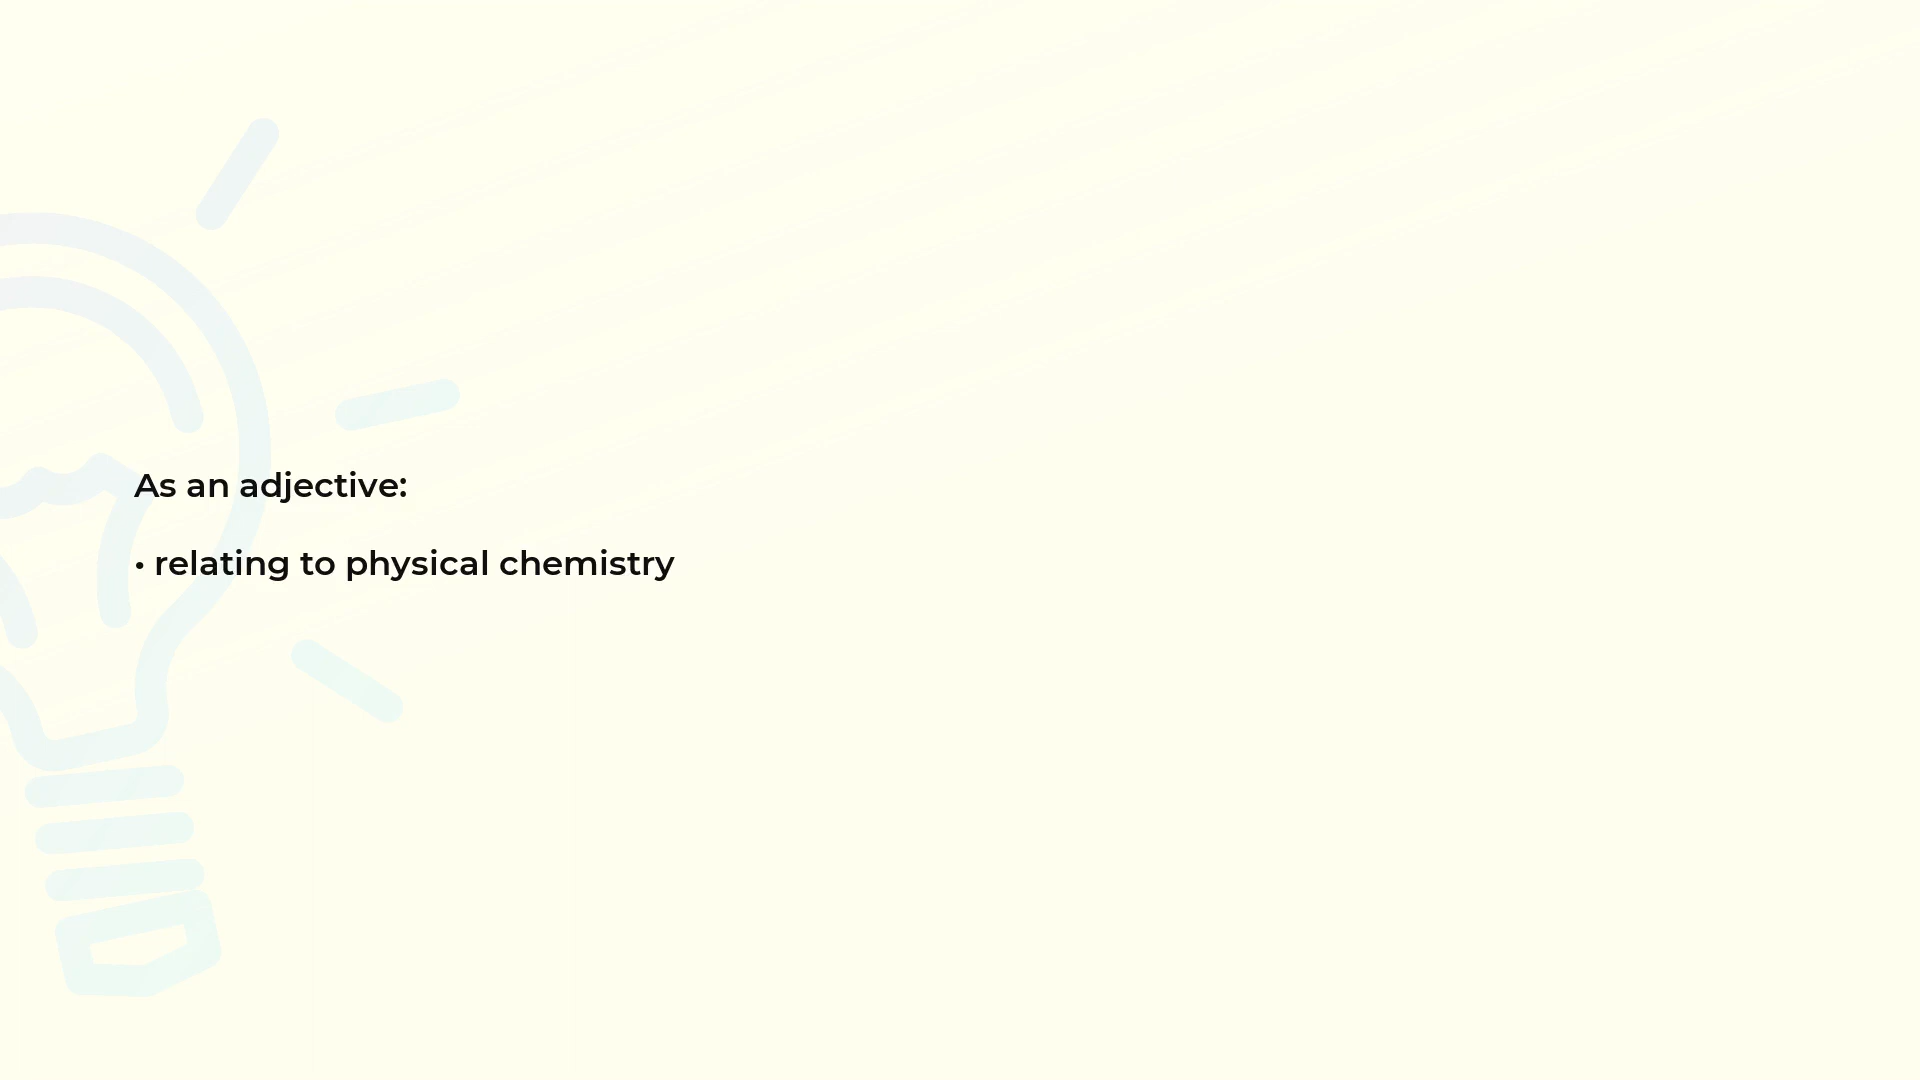 As an adjective:
• relating to physical chemistry